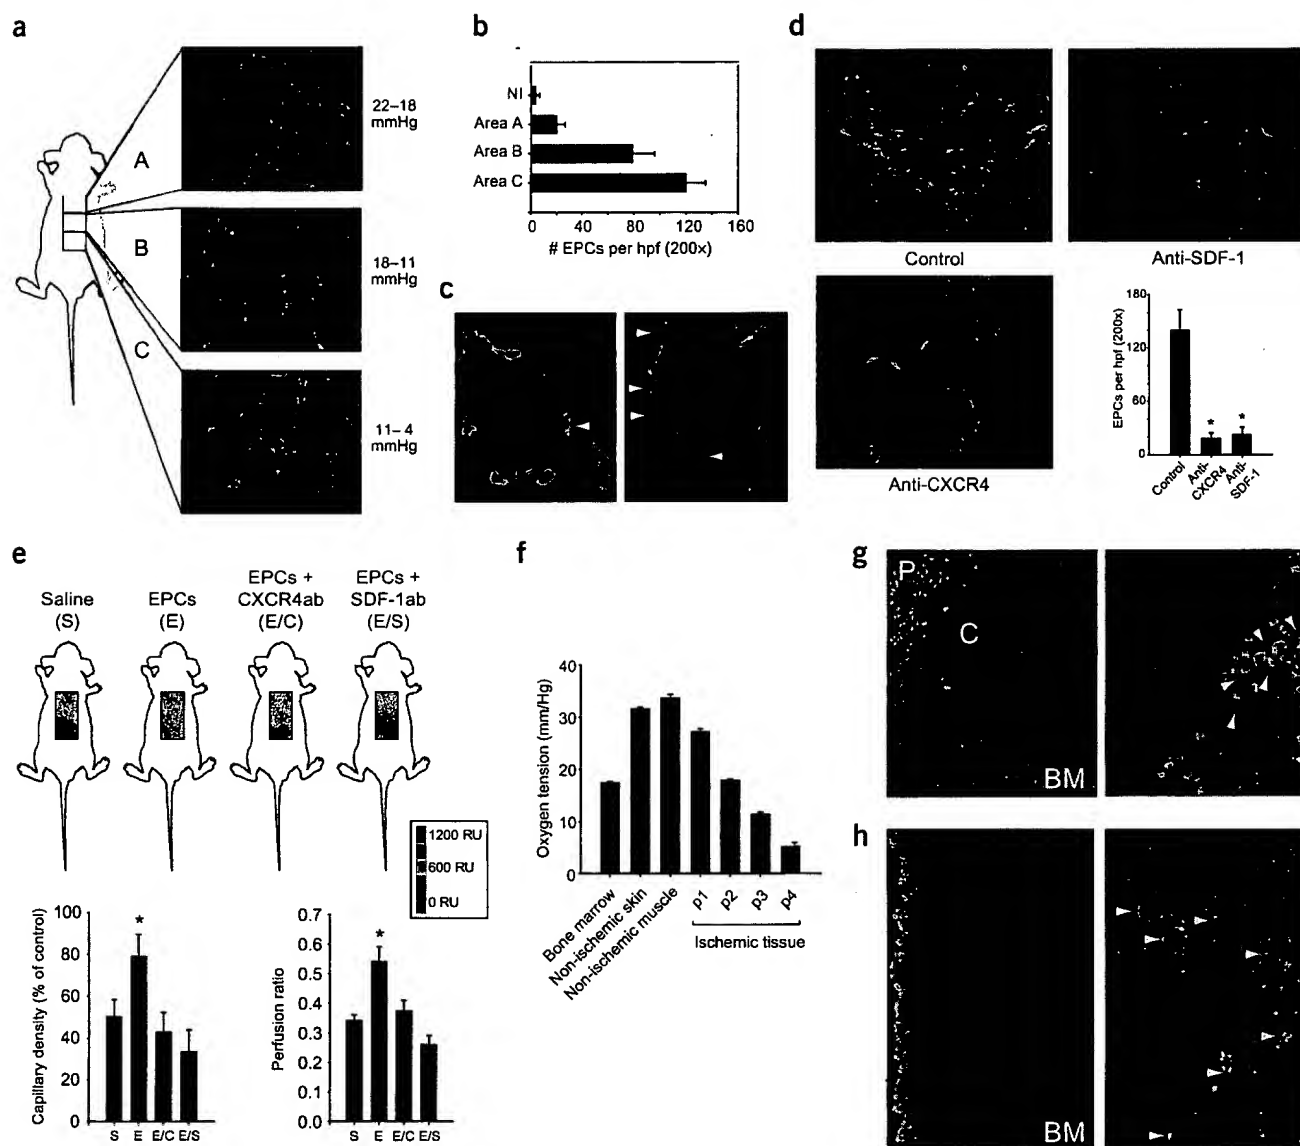 a
A
B
C
22–18
mmHg
18–11
mmHg
11–4
mmHg
b
NI
Area A
Area B
Area C
0 40 80 120 160
# EPCs per hpf (200x)
c
d
Control
Anti-SDF-1
Anti-CXCR4
EPCs per hpf (200x)
180
120
60
0
* *
Control
Anti-
CXCR4
Anti-
SDF-1
e
Saline
(S)
EPCs
(E)
EPCs +
CXCR4ab
(E/C)
EPCs +
SDF-1ab
(E/S)
1200 RU
600 RU
0 RU
Capillary density (% of control)
100
80
60
40
20
0
*
S E E/C E/S
Perfusion ratio
0.7
0.6
0.5
0.4
0.3
0.2
0.1
0.0
*
S E E/C E/S
f
Oxygen tension (mm/Hg)
40
30
20
10
0
Bone marrow
Non-ischemic skin
Non-ischemic muscle
p1
p2
p3
p4
Ischemic tissue
g
P
C
BM
h
BM